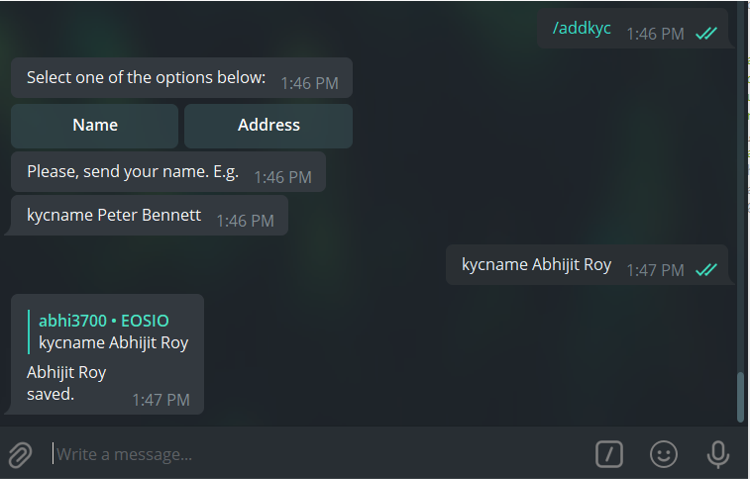 /addkyc 1:46 PM
Select one of the options below: 1:46 PM
Name Address
Please, send your name. E.g. 1:46 PM
kycname Peter Bennett 1:46 PM
kycname Abhijit Roy 1:47 PM
abhi3700 • EOSIO
kycname Abhijit Roy
Abhijit Roy
saved. 1:47 PM
Write a message...